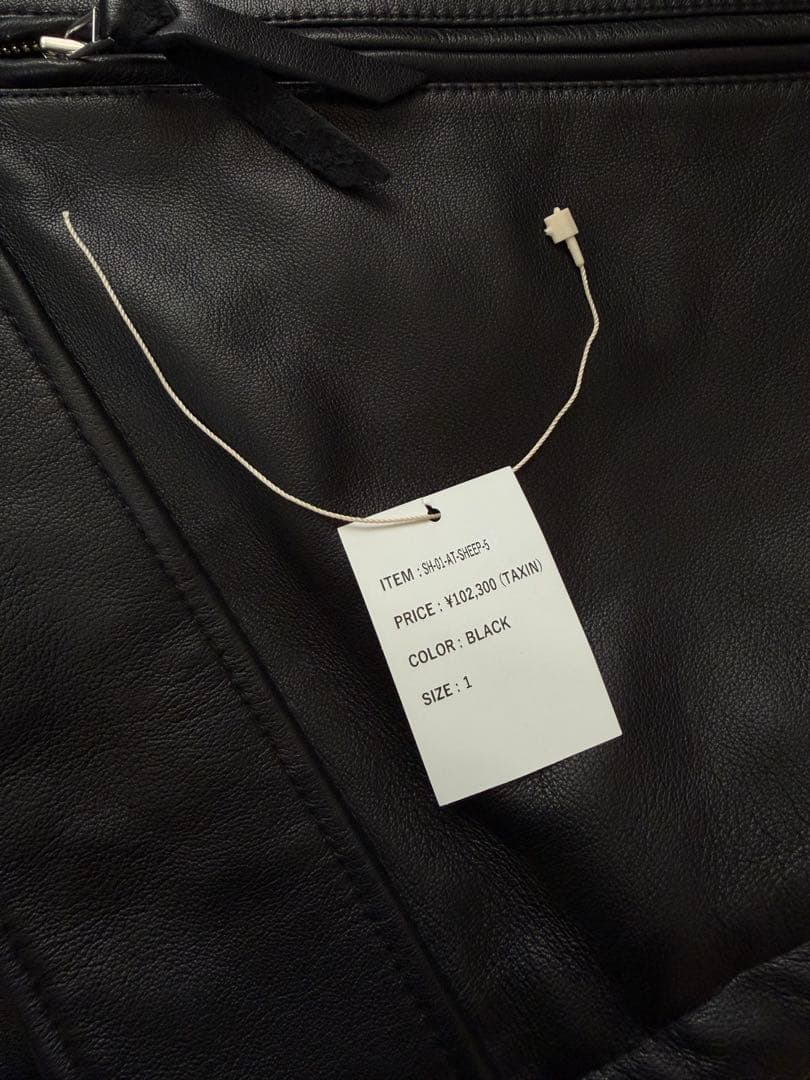 ITEM : SH-01-AT-SHEEP-5
PRICE : ¥102,300 (TAXIN)
COLOR : BLACK
SIZE : 1